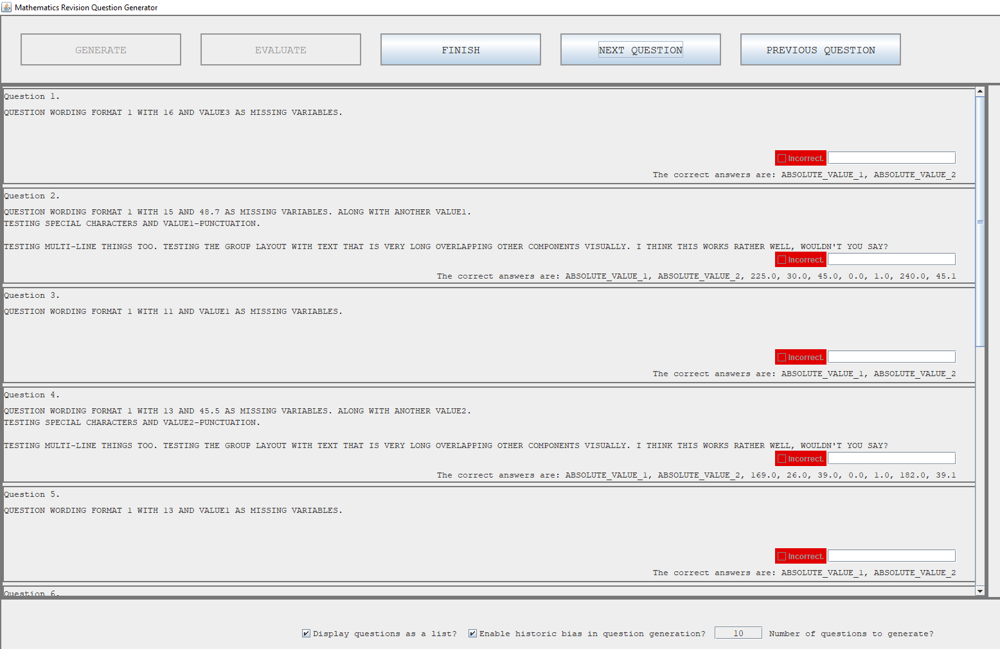 Mathematics Revision Question Generator
GENERATE EVALUATE FINISH NEXT QUESTION PREVIOUS QUESTION
Question 1.
QUESTION WORDING FORMAT 1 WITH 16 AND VALUE3 AS MISSING VARIABLES.
Incorrect.
The correct answers are: ABSOLUTE_VALUE_1, ABSOLUTE_VALUE_2
Question 2.
QUESTION WORDING FORMAT 1 WITH 15 AND 48.7 AS MISSING VARIABLES. ALONG WITH ANOTHER VALUE1.
TESTING SPECIAL CHARACTERS AND VALUE1-PUNCTUATION.
TESTING MULTI-LINE THINGS TOO. TESTING THE GROUP LAYOUT WITH TEXT THAT IS VERY LONG OVERLAPPING OTHER COMPONENTS VISUALLY. I THINK THIS WORKS RATHER WELL, WOULDN'T YOU SAY?
Incorrect.
The correct answers are: ABSOLUTE_VALUE_1, ABSOLUTE_VALUE_2, 225.0, 30.0, 45.0, 0.0, 1.0, 240.0, 45.1
Question 3.
QUESTION WORDING FORMAT 1 WITH 11 AND VALUE1 AS MISSING VARIABLES.
Incorrect.
The correct answers are: ABSOLUTE_VALUE_1, ABSOLUTE_VALUE_2
Question 4.
QUESTION WORDING FORMAT 1 WITH 13 AND 45.5 AS MISSING VARIABLES. ALONG WITH ANOTHER VALUE2.
TESTING SPECIAL CHARACTERS AND VALUE2-PUNCTUATION.
TESTING MULTI-LINE THINGS TOO. TESTING THE GROUP LAYOUT WITH TEXT THAT IS VERY LONG OVERLAPPING OTHER COMPONENTS VISUALLY. I THINK THIS WORKS RATHER WELL, WOULDN'T YOU SAY?
Incorrect.
The correct answers are: ABSOLUTE_VALUE_1, ABSOLUTE_VALUE_2, 169.0, 26.0, 39.0, 0.0, 1.0, 182.0, 39.1
Question 5.
QUESTION WORDING FORMAT 1 WITH 13 AND VALUE1 AS MISSING VARIABLES.
Incorrect.
The correct answers are: ABSOLUTE_VALUE_1, ABSOLUTE_VALUE_2
Question 6.
Display questions as a list? Enable historic bias in question generation? 10 Number of questions to generate?